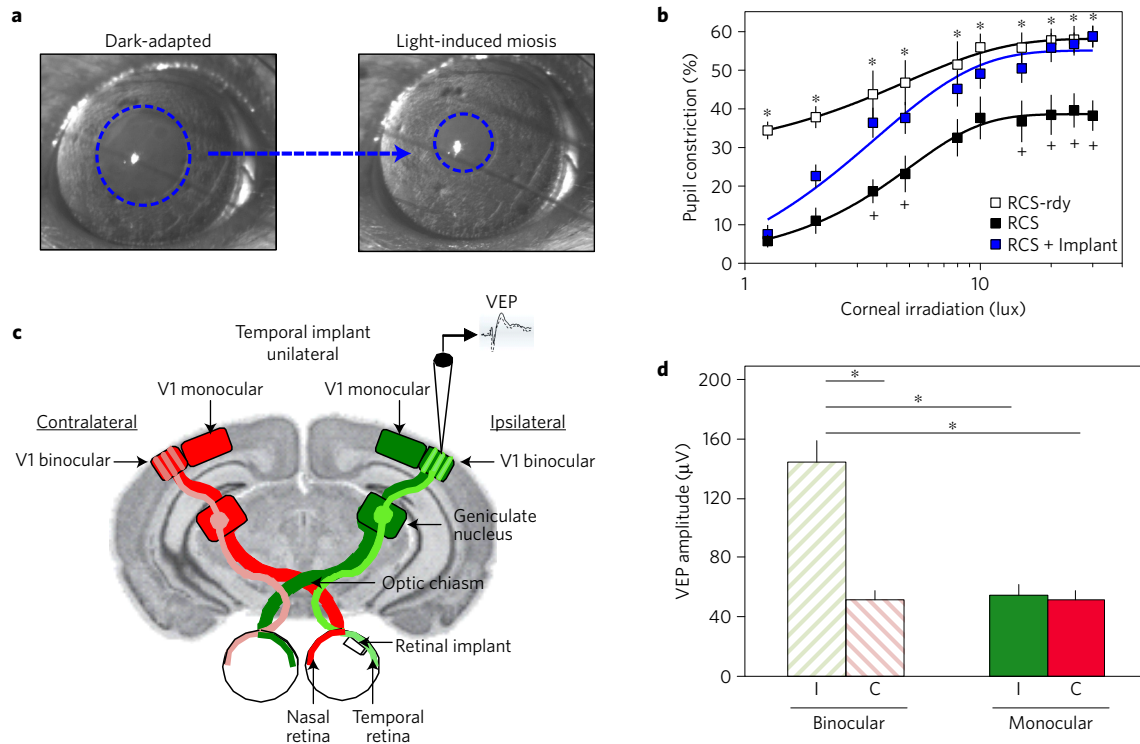 a
Dark-adapted
Light-induced miosis
b
Pupil constriction (%)
60
50
40
30
20
10
0
* * * * * * * * * * *
+ + + + + +
RCS-rdy
RCS
RCS + Implant
1
10
Corneal irradiation (lux)
c
VEP
Temporal implant
unilateral
V1 monocular
V1 monocular
Contralateral
Ipsilateral
V1 binocular
V1 binocular
Geniculate
nucleus
Optic chiasm
Retinal implant
Nasal
retina
Temporal
retina
d
VEP amplitude (µV)
200
160
120
80
40
0
*
*
*
I
C
I
C
Binocular
Monocular